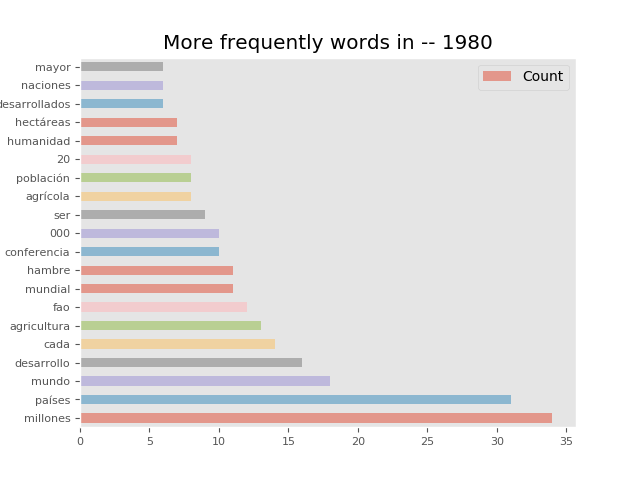 More frequently words in -- 1980
Count
mayor
naciones
desarrollados
hectáreas
humanidad
20
población
agrícola
ser
000
conferencia
hambre
mundial
fao
agricultura
cada
desarrollo
mundo
países
millones
0 5 10 15 20 25 30 35